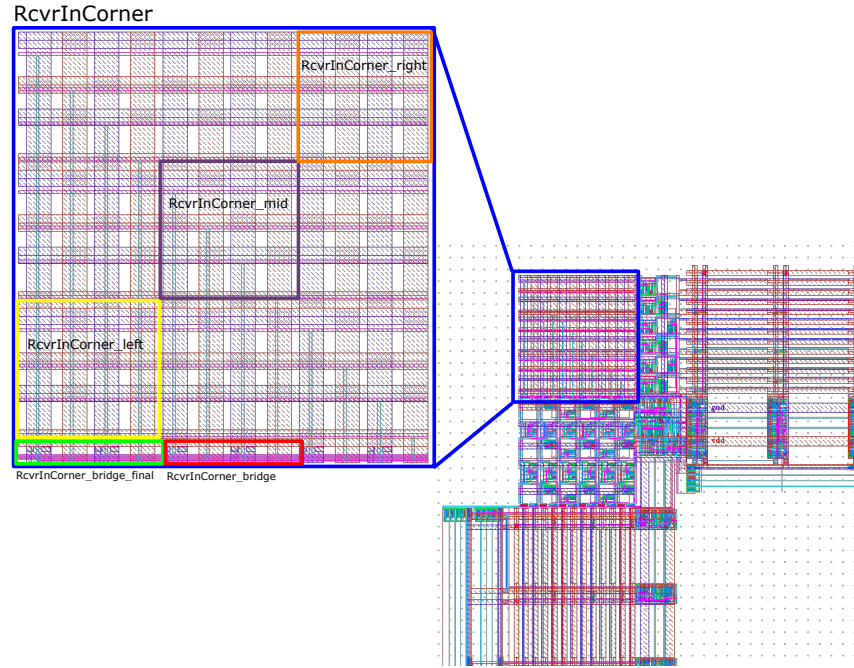 RcvrInCorner
RcvrInCorner_right
RcvrInCorner_mid
RcvrInCorner_left
RcvrInCorner_bridge_final
RcvrInCorner_bridge
gnd
vdd